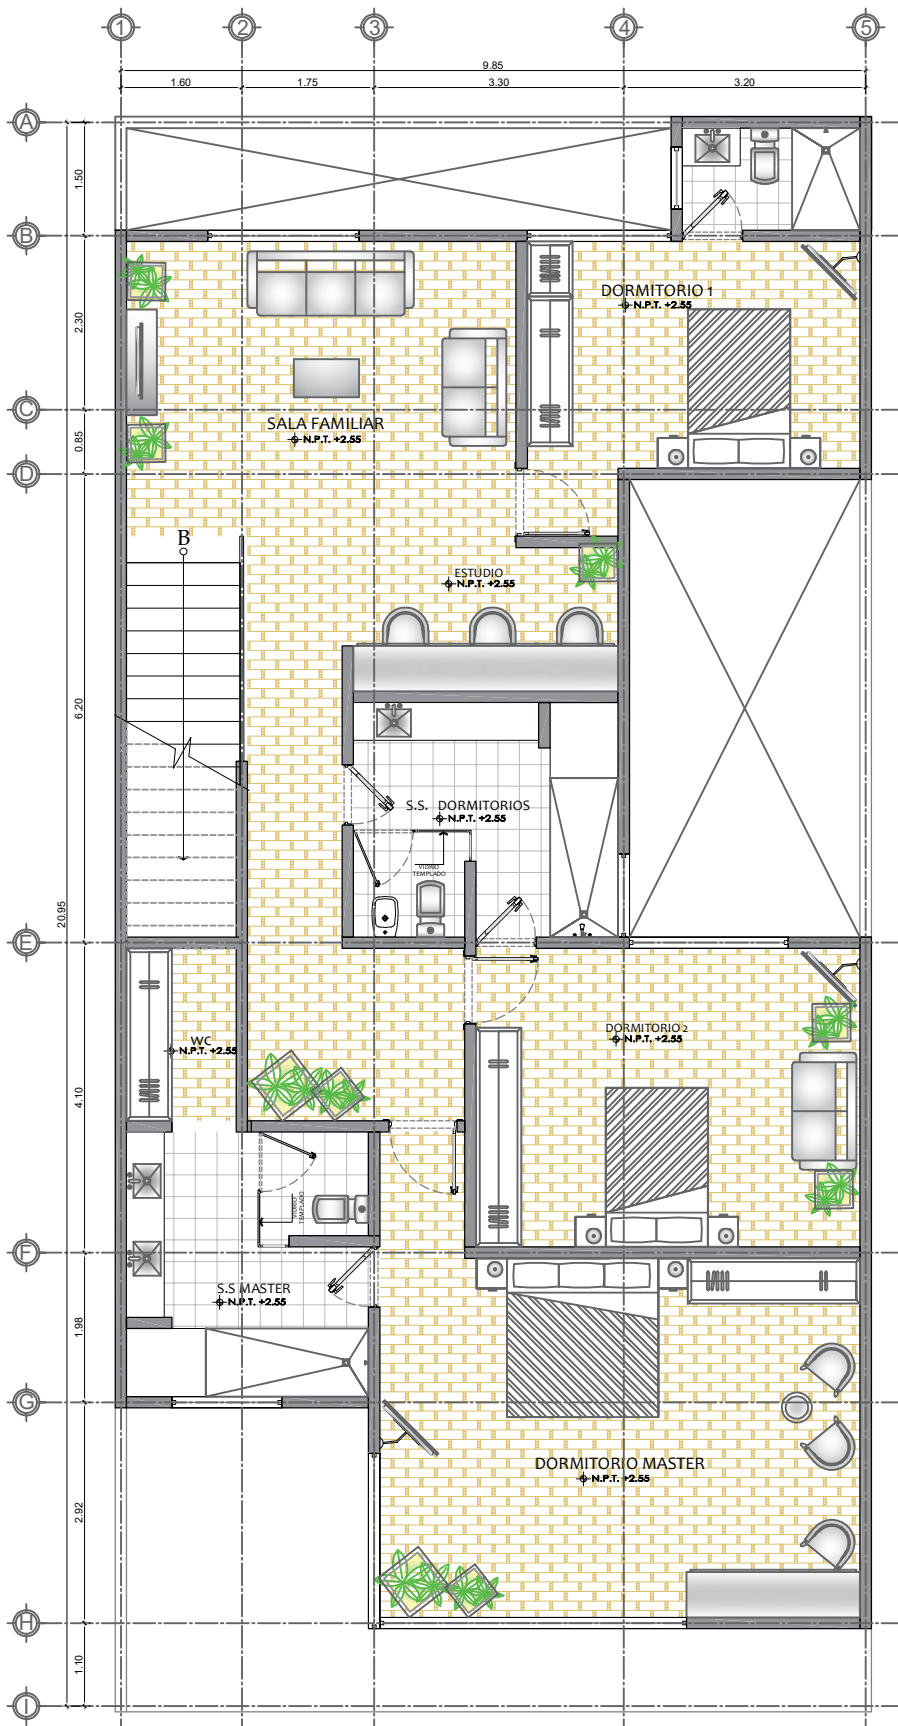 1 2 3 4 5
9.85
1.60 1.75 3.30 3.20
A
1.50
B
2.30
DORMITORIO 1
N.P.T. +2.55
C
SALA FAMILIAR
N.P.T. +2.55
0.85
D
B
ESTUDIO
N.P.T. +2.55
6.20
S.S. DORMITORIOS
N.P.T. +2.55
VIDRIO
TEMPLADO
20.95
E
DORMITORIO 2
N.P.T. +2.55
WC
N.P.T. +2.55
4.10
VIDRIO
TEMPLADO
F
S.S MASTER
N.P.T. +2.55
1.98
G
DORMITORIO MASTER
N.P.T. +2.55
2.92
H
1.10
I